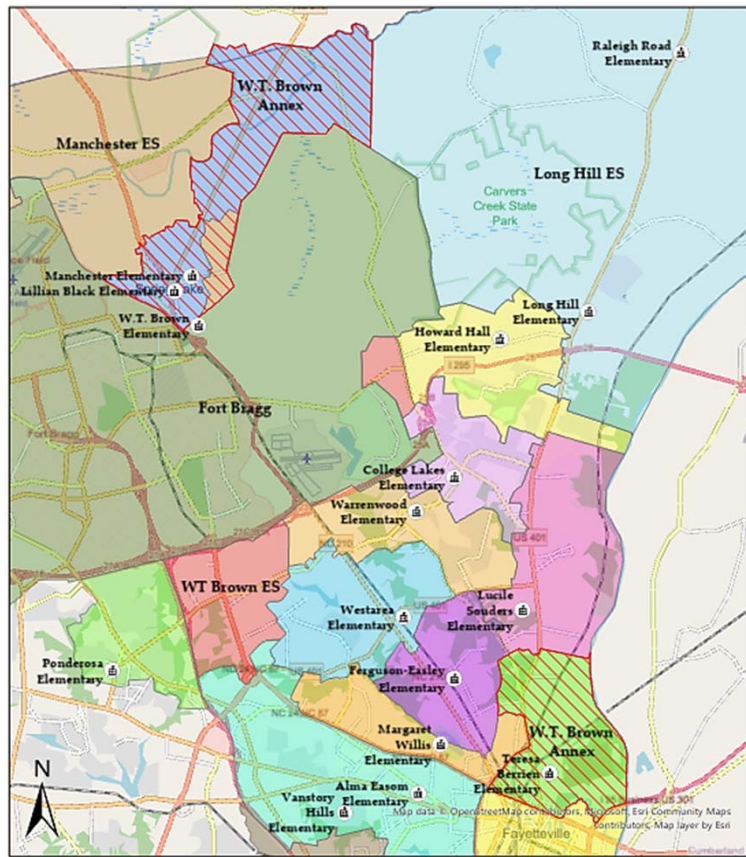 Raleigh Road
Elementary
W.T. Brown
Annex
Manchester ES
Long Hill ES
Carvers
Creek State
Park
Manchester Elementary
Lillian Black Elementary
Long Hill
Elementary
W.T. Brown
Elementary
Howard Hall
Elementary
I 295
Fort Bragg
Fort Bragg
College Lakes
Elementary
Warrenwood
Elementary
US 401
NC 210
WT Brown ES
Westarea
Elementary
Lucile
Souders
Elementary
Ponderosa
Elementary
Ferguson-Easley
Elementary
Margaret
Willis
Elementary
W.T. Brown
Annex
Teresa
Berrien
Elementary
N
Alma Easom
Elementary
Vanstory
Hills
Elementary
Map data © OpenStreetMap contributors, Microsoft, Esri Community Maps
contributors, Map layer by Esri
Fayetteville
Cumberland